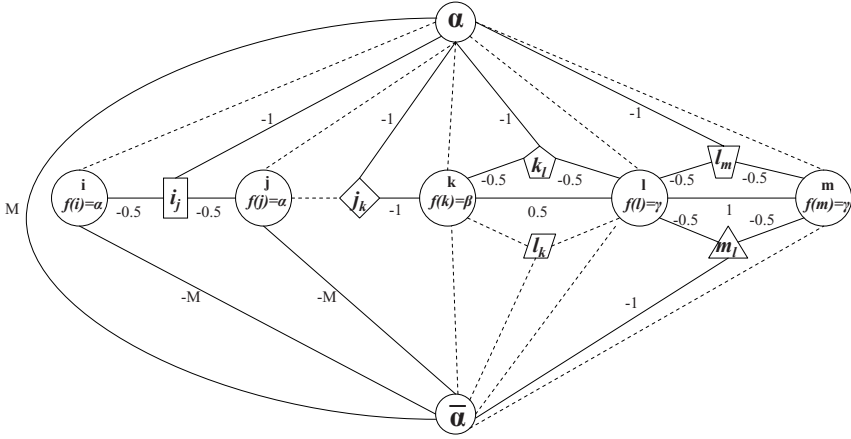 α
-1
-1
-1
-1
i
f(i)=α
-0.5
i_j
-0.5
j
f(j)=α
j_k
-1
k
f(k)=β
-0.5
k_l
-0.5
0.5
l_k
l
f(l)=γ
-0.5
l_m
-0.5
1
-0.5
m_l
-0.5
m
f(m)=γ
M
-M
-M
-1
α̅